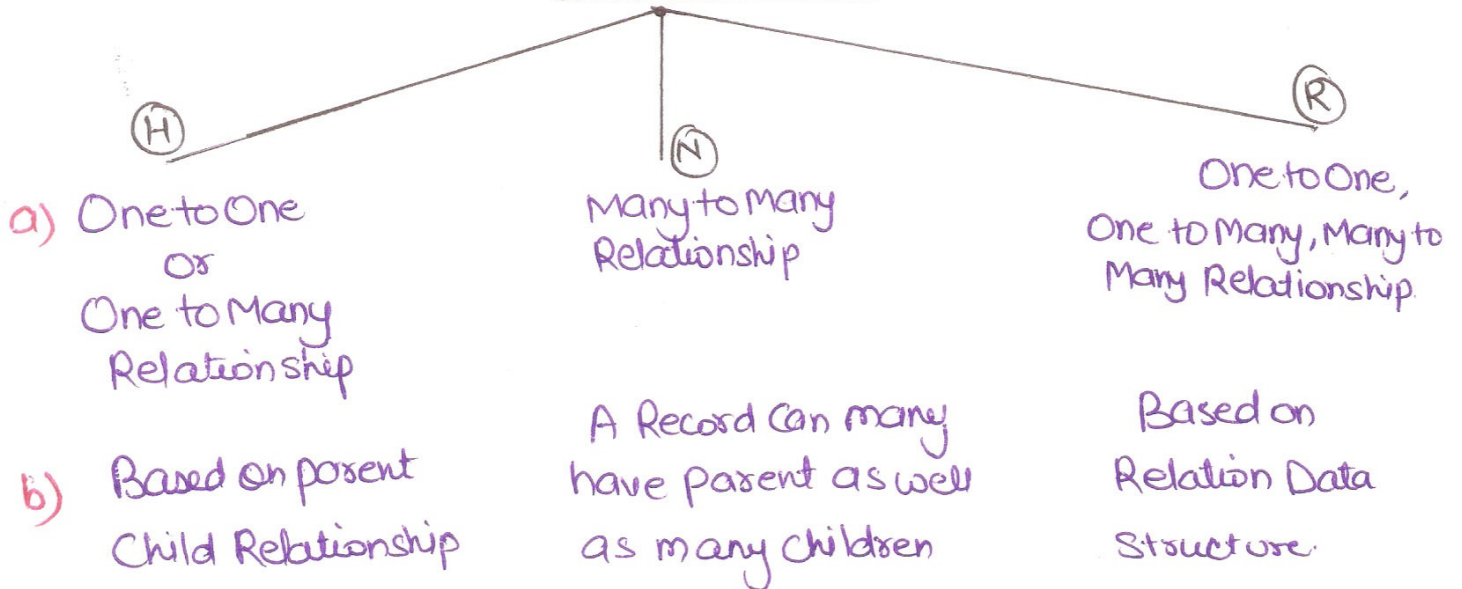 H
N
R
a) One to One
or
One to Many
Relationship
Many to Many
Relationship
One to One,
One to Many, Many to
Many Relationship.
b) Based on parent
Child Relationship
A Record Can many
have parent as well
as many children
Based on
Relation Data
Structure.